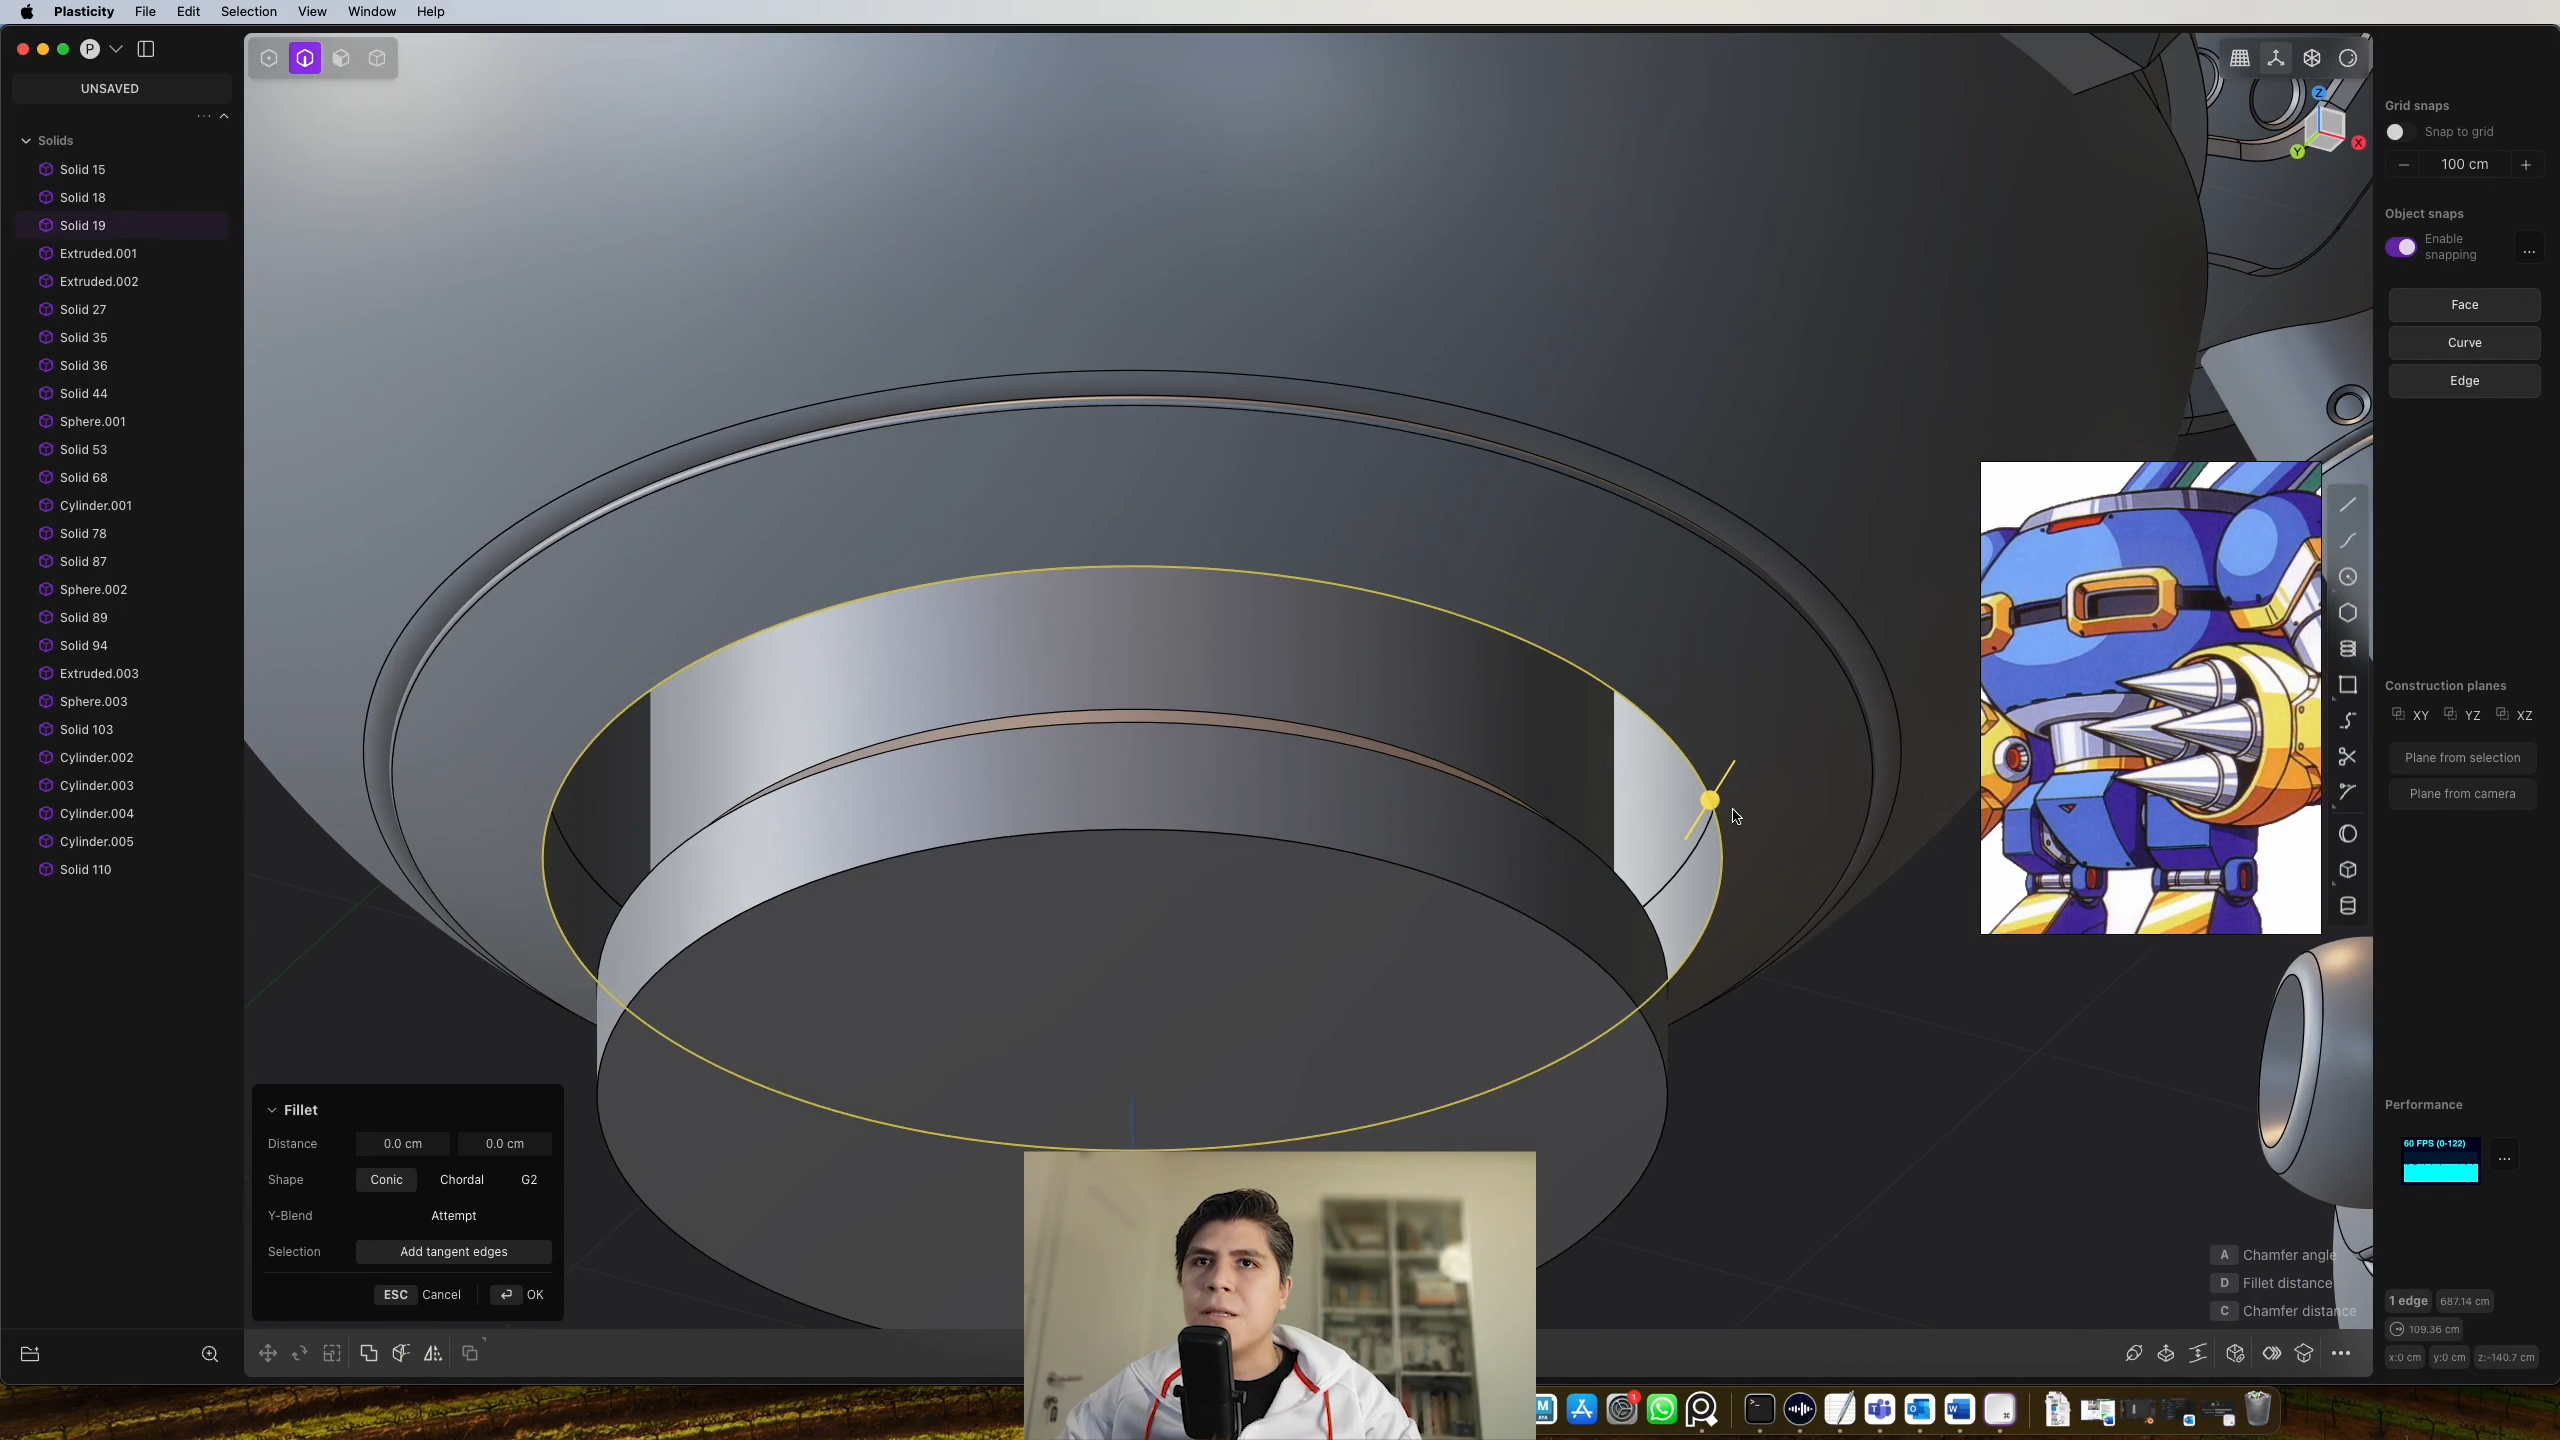 Plasticity File Edit Selection View Window Help
P
UNSAVED
Solids
Solid 15
Solid 18
Solid 19
Extruded.001
Extruded.002
Solid 27
Solid 35
Solid 36
Solid 44
Sphere.001
Solid 53
Solid 68
Cylinder.001
Solid 78
Solid 87
Sphere.002
Solid 89
Solid 94
Extruded.003
Sphere.003
Solid 103
Cylinder.002
Cylinder.003
Cylinder.004
Cylinder.005
Solid 110
Fillet
Distance 0.0 cm 0.0 cm
Shape Conic Chordal G2
Y-Blend Attempt
Selection Add tangent edges
ESC Cancel OK
Z
X
Y
A Chamfer angle
D Fillet distance
C Chamfer distance
Grid snaps
Snap to grid
− 100 cm +
Object snaps
Enable
snapping
...
Face
Curve
Edge
Construction planes
XY YZ XZ
Plane from selection
Plane from camera
Performance
60 FPS (0-122)
...
1 edge 687.14 cm
109.36 cm
x:0 cm y:0 cm z:-140.7 cm
1